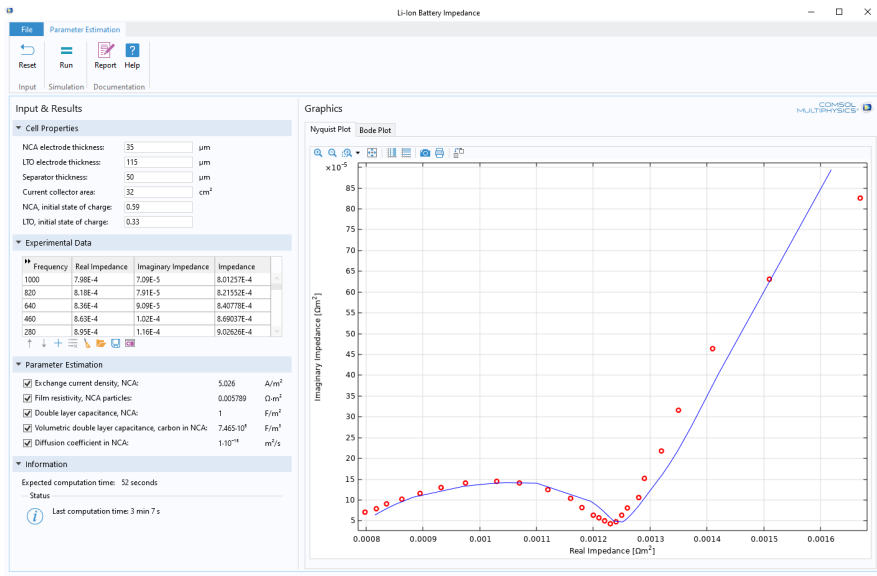 Li-Ion Battery Impedance
File Parameter Estimation
Reset Run Report Help
Input Simulation Documentation
Input & Results
Cell Properties
NCA electrode thickness: 35 µm
LTO electrode thickness: 115 µm
Separator thickness: 50 µm
Current collector area: 32 cm²
NCA, initial state of charge: 0.59
LTO, initial state of charge: 0.33
Experimental Data
Frequency Real Impedance Imaginary Impedance Impedance
1000 7.98E-4 7.09E-5 8.01257E-4
820 8.18E-4 7.91E-5 8.21552E-4
640 8.36E-4 9.09E-5 8.40778E-4
460 8.63E-4 1.02E-4 8.69037E-4
280 8.95E-4 1.16E-4 9.02626E-4
Parameter Estimation
Exchange current density, NCA: 5.026 A/m²
Film resistivity, NCA particles: 0.005789 Ω·m²
Double layer capacitance, NCA: 1 F/m²
Volumetric double layer capacitance, carbon in NCA: F/m³
Diffusion coefficient in NCA: m²/s
Information
Expected computation time: 52 seconds
Status
Last computation time: 3 min 7 s
Graphics
COMSOL
MULTIPHYSICS®
Nyquist Plot Bode Plot
×10⁻⁵
85
80
75
70
65
60
55
50
45
40
35
30
25
20
15
10
5
Imaginary Impedance [Ωm²]
0.0008 0.0009 0.001 0.0011 0.0012 0.0013 0.0014 0.0015 0.0016
Real Impedance [Ωm²]